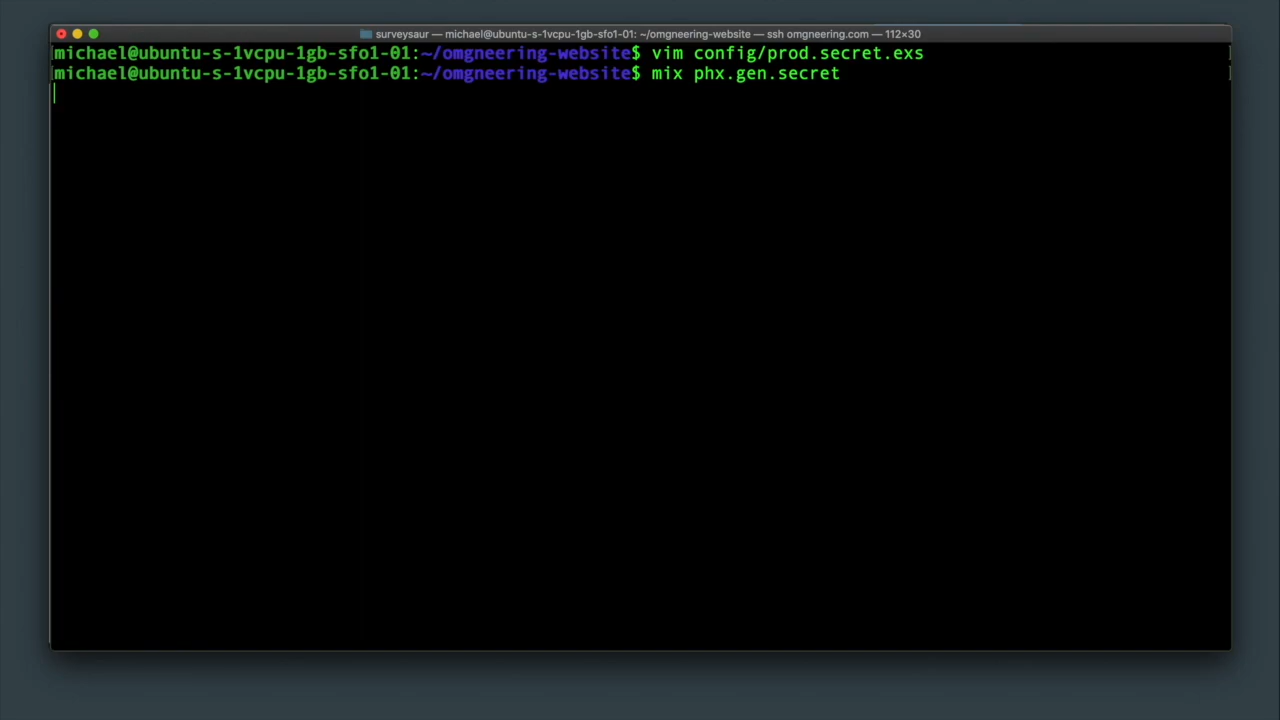 surveysaur — michael@ubuntu-s-1vcpu-1gb-sfo1-01: ~/omgneering-website — ssh omgneering.com — 112×30
michael@ubuntu-s-1vcpu-1gb-sfo1-01:~/omgneering-website$ vim config/prod.secret.exs
michael@ubuntu-s-1vcpu-1gb-sfo1-01:~/omgneering-website$ mix phx.gen.secret